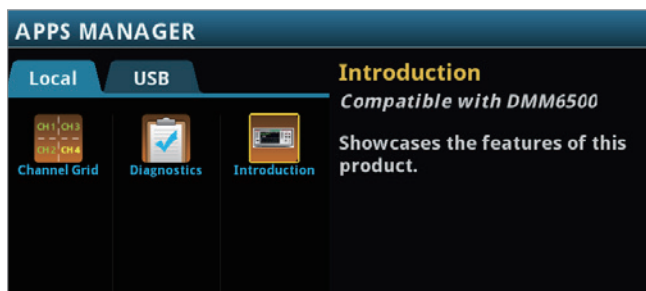 APPS MANAGER
Local
USB
CH1 CH3
CH2 CH4
Channel Grid
Diagnostics
Introduction
Introduction
Compatible with DMM6500
Showcases the features of this
product.